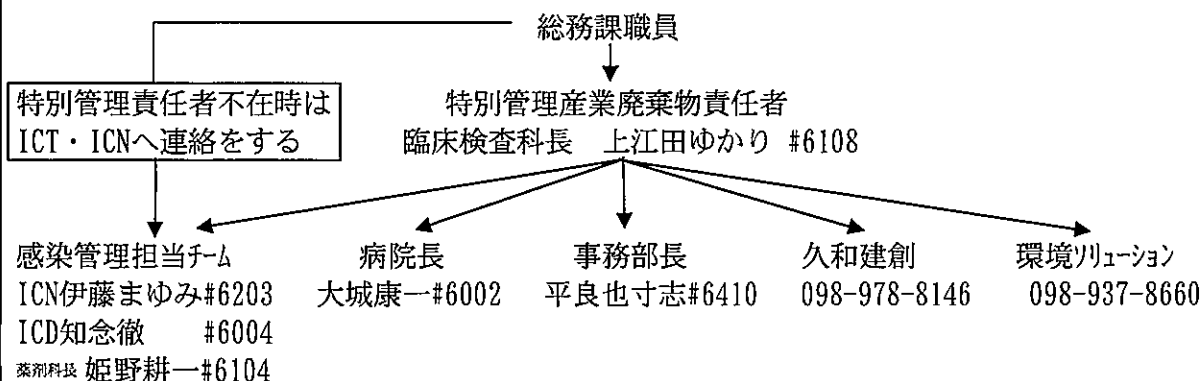 総務課職員
特別管理責任者不在時は
ICT・ICNへ連絡をする
特別管理産業廃棄物責任者
臨床検査科長 上江田ゆかり #6108
感染管理担当チーム
ICN伊藤まゆみ#6203
ICD知念徹 #6004
薬剤科長 姫野耕一#6104
病院長
大城康一#6002
事務部長
平良也寸志#6410
久和建創
098-978-8146
環境ソリューション
098-937-8660